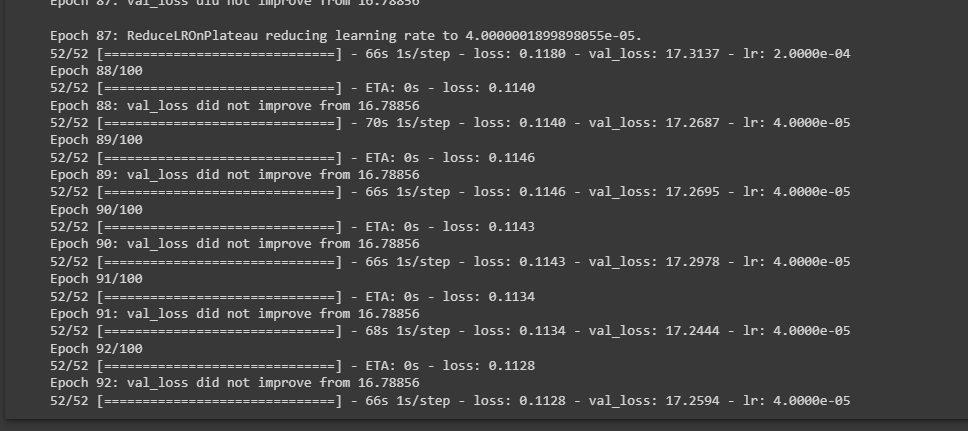 Epoch 87: val_loss did not improve from 16.78856
Epoch 87: ReduceLROnPlateau reducing learning rate to 4.0000001899898055e-05.
52/52 [==============================] - 66s 1s/step - loss: 0.1180 - val_loss: 17.3137 - lr: 2.0000e-04
Epoch 88/100
52/52 [==============================] - ETA: 0s - loss: 0.1140
Epoch 88: val_loss did not improve from 16.78856
52/52 [==============================] - 70s 1s/step - loss: 0.1140 - val_loss: 17.2687 - lr: 4.0000e-05
Epoch 89/100
52/52 [==============================] - ETA: 0s - loss: 0.1146
Epoch 89: val_loss did not improve from 16.78856
52/52 [==============================] - 66s 1s/step - loss: 0.1146 - val_loss: 17.2695 - lr: 4.0000e-05
Epoch 90/100
52/52 [==============================] - ETA: 0s - loss: 0.1143
Epoch 90: val_loss did not improve from 16.78856
52/52 [==============================] - 66s 1s/step - loss: 0.1143 - val_loss: 17.2978 - lr: 4.0000e-05
Epoch 91/100
52/52 [==============================] - ETA: 0s - loss: 0.1134
Epoch 91: val_loss did not improve from 16.78856
52/52 [==============================] - 68s 1s/step - loss: 0.1134 - val_loss: 17.2444 - lr: 4.0000e-05
Epoch 92/100
52/52 [==============================] - ETA: 0s - loss: 0.1128
Epoch 92: val_loss did not improve from 16.78856
52/52 [==============================] - 66s 1s/step - loss: 0.1128 - val_loss: 17.2594 - lr: 4.0000e-05